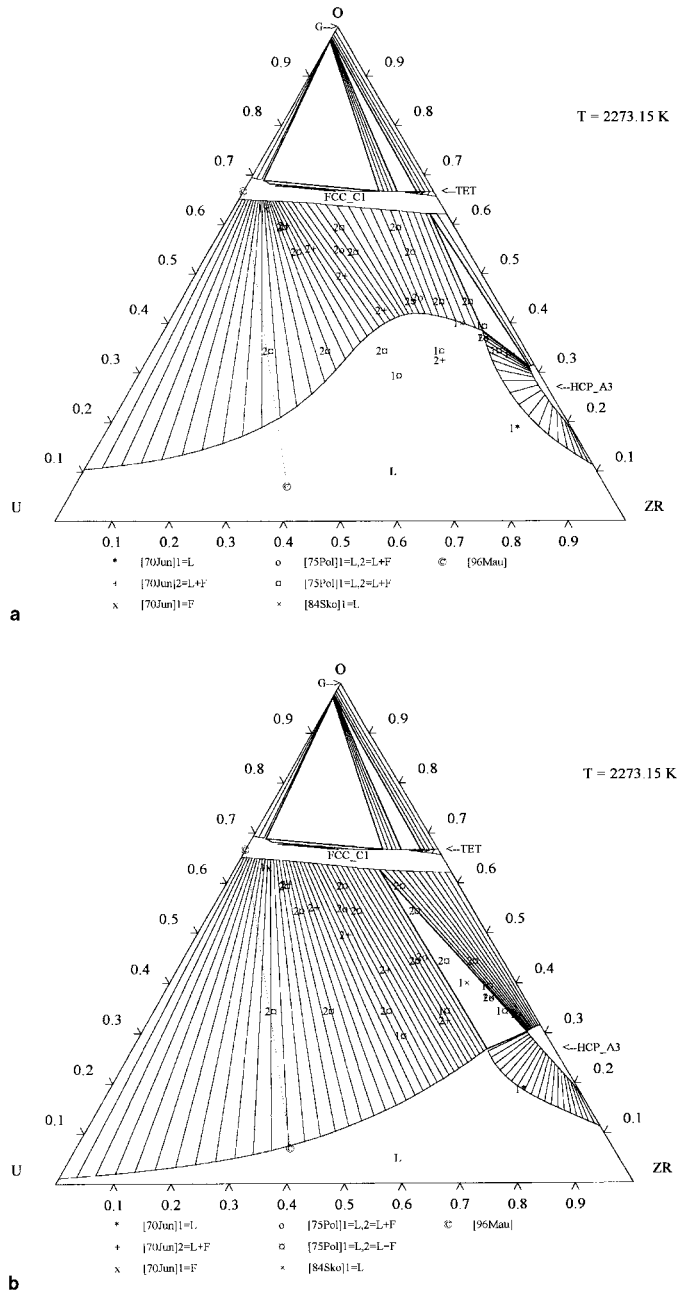 O
G-->
0.9 0.9
0.8 0.8
T = 2273.15 K
0.7 0.7
<--TET
FCC_C1
0.6 0.6
0.5 0.5
0.4 0.4
0.3 0.3
<--HCP_A3
0.2 0.2
0.1 0.1
L
U ZR
0.1 0.2 0.3 0.4 0.5 0.6 0.7 0.8 0.9
* [70Jun]1=L o [75Pol]1=L,2=L+F © [96Mau]
+ [70Jun]2=L+F □ [75Pol]1=L,2=L+F
x [70Jun]1=F × [84Sko]1=L
a
O
G-->
0.9 0.9
0.8 0.8
T = 2273.15 K
0.7 0.7
<--TET
FCC_C1
0.6 0.6
0.5 0.5
0.4 0.4
0.3 0.3
<--HCP_A3
0.2 0.2
0.1 0.1
L
U ZR
0.1 0.2 0.3 0.4 0.5 0.6 0.7 0.8 0.9
* [70Jun]1=L o [75Pol]1=L,2=L+F © [96Mau]
+ [70Jun]2=L+F □ [75Pol]1=L,2=L+F
x [70Jun]1=F × [84Sko]1=L
b